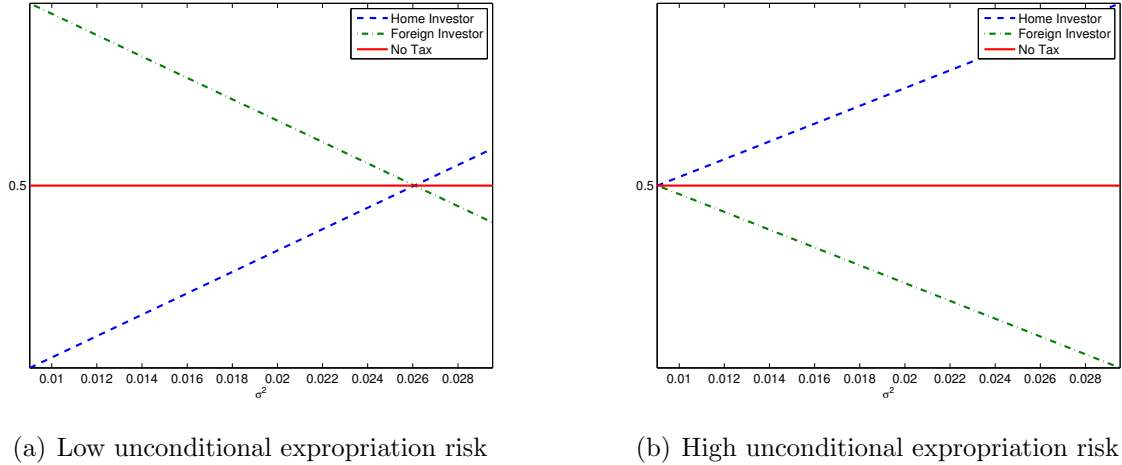 Home Investor
Foreign Investor
No Tax
0.5
0.01 0.012 0.014 0.016 0.018 0.02 0.022 0.024 0.026 0.028
σ²
(a) Low unconditional expropriation risk
Home Investor
Foreign Investor
No Tax
0.5
0.01 0.012 0.014 0.016 0.018 0.02 0.022 0.024 0.026 0.028
σ²
(b) High unconditional expropriation risk